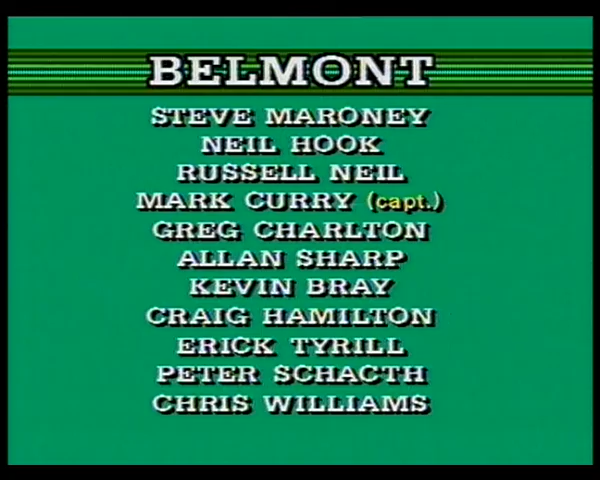 BELMONT
STEVE MARONEY
NEIL HOOK
RUSSELL NEIL
MARK CURRY (capt.)
GREG CHARLTON
ALLAN SHARP
KEVIN BRAY
CRAIG HAMILTON
ERICK TYRILL
PETER SCHACTH
CHRIS WILLIAMS